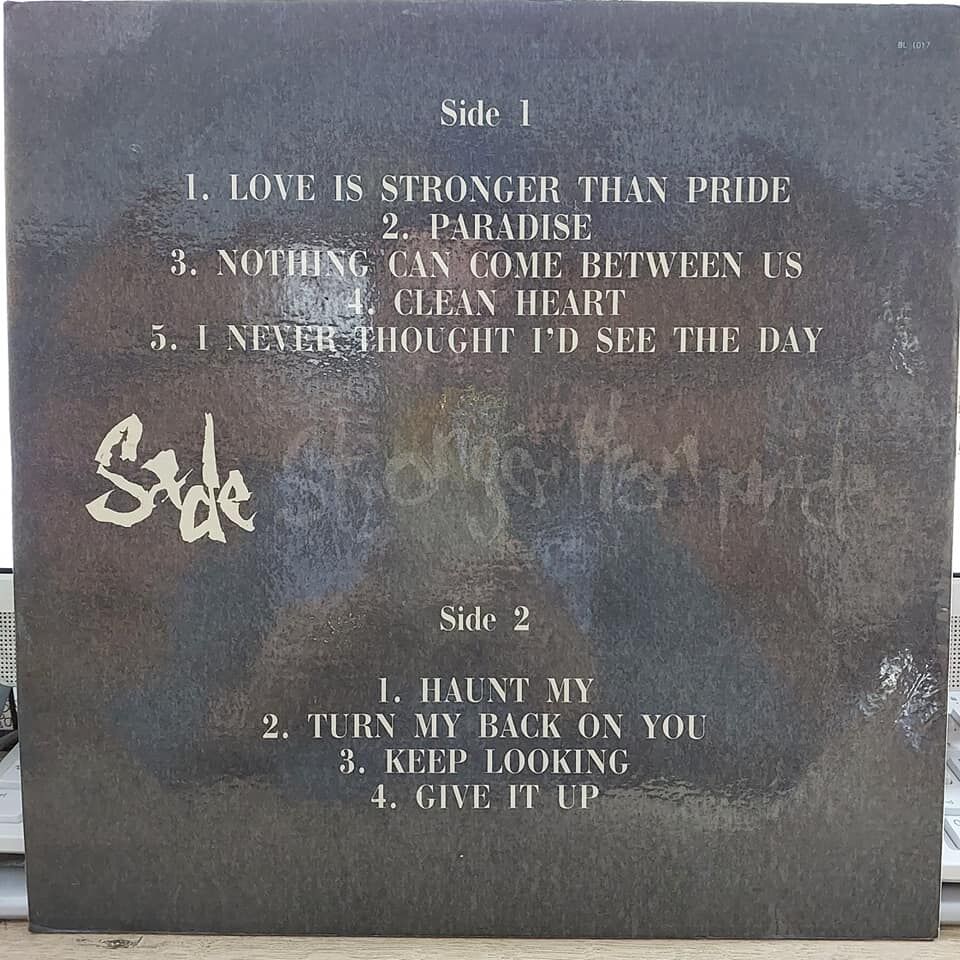 BL 1017
Side 1
1. LOVE IS STRONGER THAN PRIDE
2. PARADISE
3. NOTHING CAN COME BETWEEN US
4. CLEAN HEART
5. I NEVER THOUGHT I'D SEE THE DAY
Sade stronger than pride
Side 2
1. HAUNT MY
2. TURN MY BACK ON YOU
3. KEEP LOOKING
4. GIVE IT UP